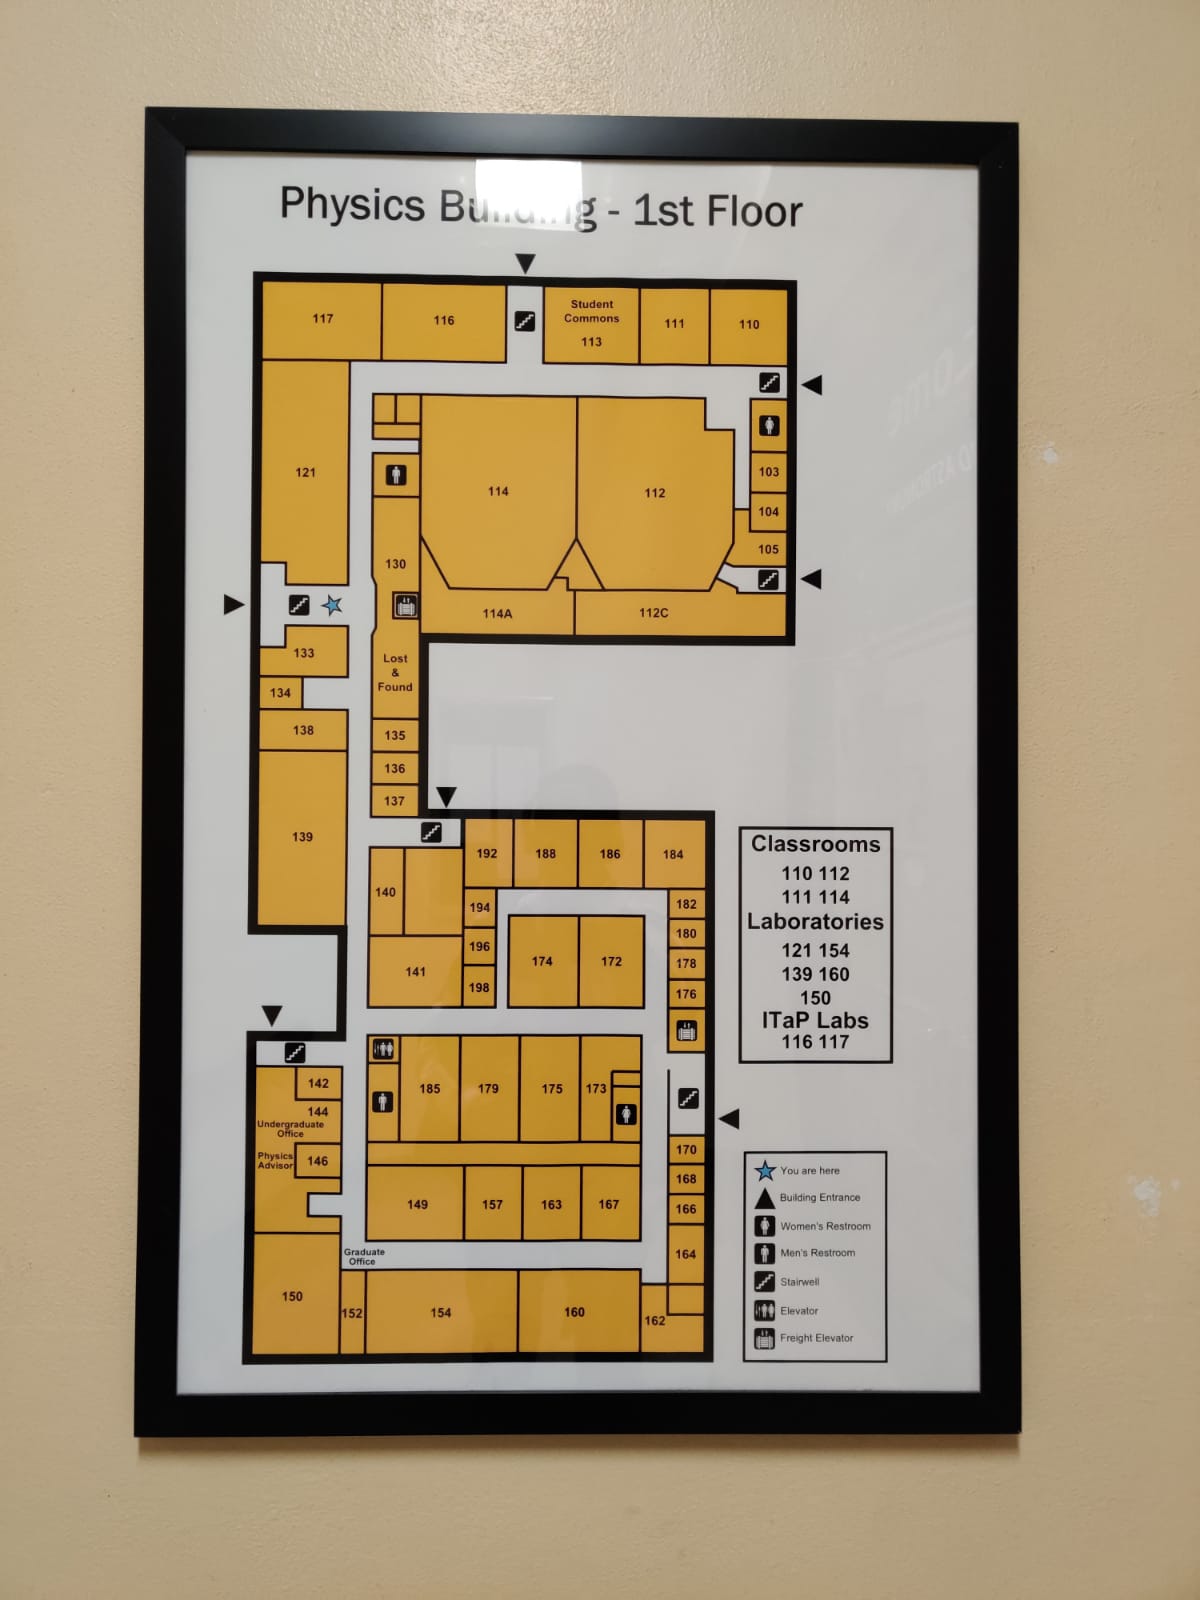 Physics Building - 1st Floor
117
116
Student
Commons
113
111
110
121
114
112
103
104
105
130
114A
112C
133
Lost
&
Found
134
138
135
136
137
139
192
188
186
184
140
194
182
196
180
141
174
172
178
198
176
Classrooms
110 112
111 114
Laboratories
121 154
139 160
150
ITaP Labs
116 117
142
144
Undergraduate
Office
Physics
Advisor
146
185
179
175
173
170
168
166
149
157
163
167
164
Graduate
Office
150
152
154
160
162
You are here
Building Entrance
Women's Restroom
Men's Restroom
Stairwell
Elevator
Freight Elevator